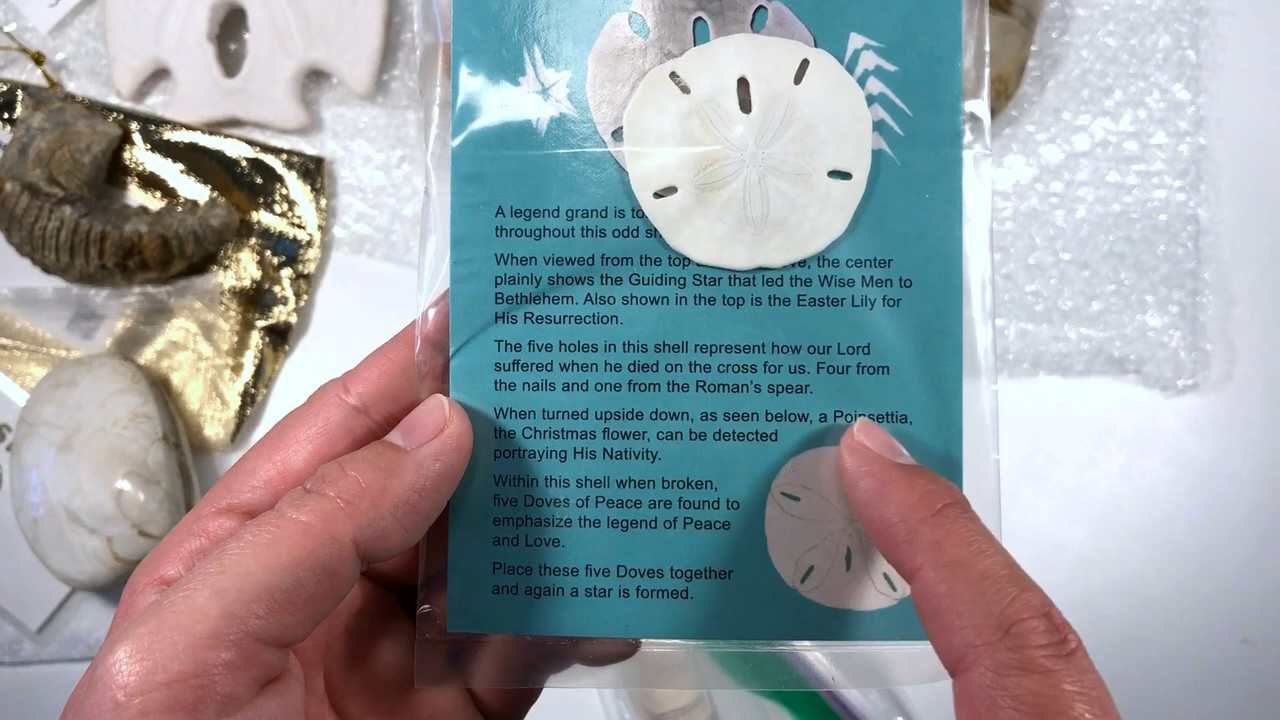 A legend grand is
throughout this odd
When viewed from the top the center
plainly shows the Guiding Star that led the Wise Men to
Bethlehem. Also shown in the top is the Easter Lily for
His Resurrection.
The five holes in this shell represent how our Lord
suffered when he died on the cross for us. Four from
the nails and one from the Roman's spear.
When turned upside down, as seen below, a Poinsettia,
the Christmas flower, can be detected
portraying His Nativity.
Within this shell when broken,
five Doves of Peace are found to
emphasize the legend of Peace
and Love.
Place these five Doves together
and again a star is formed.